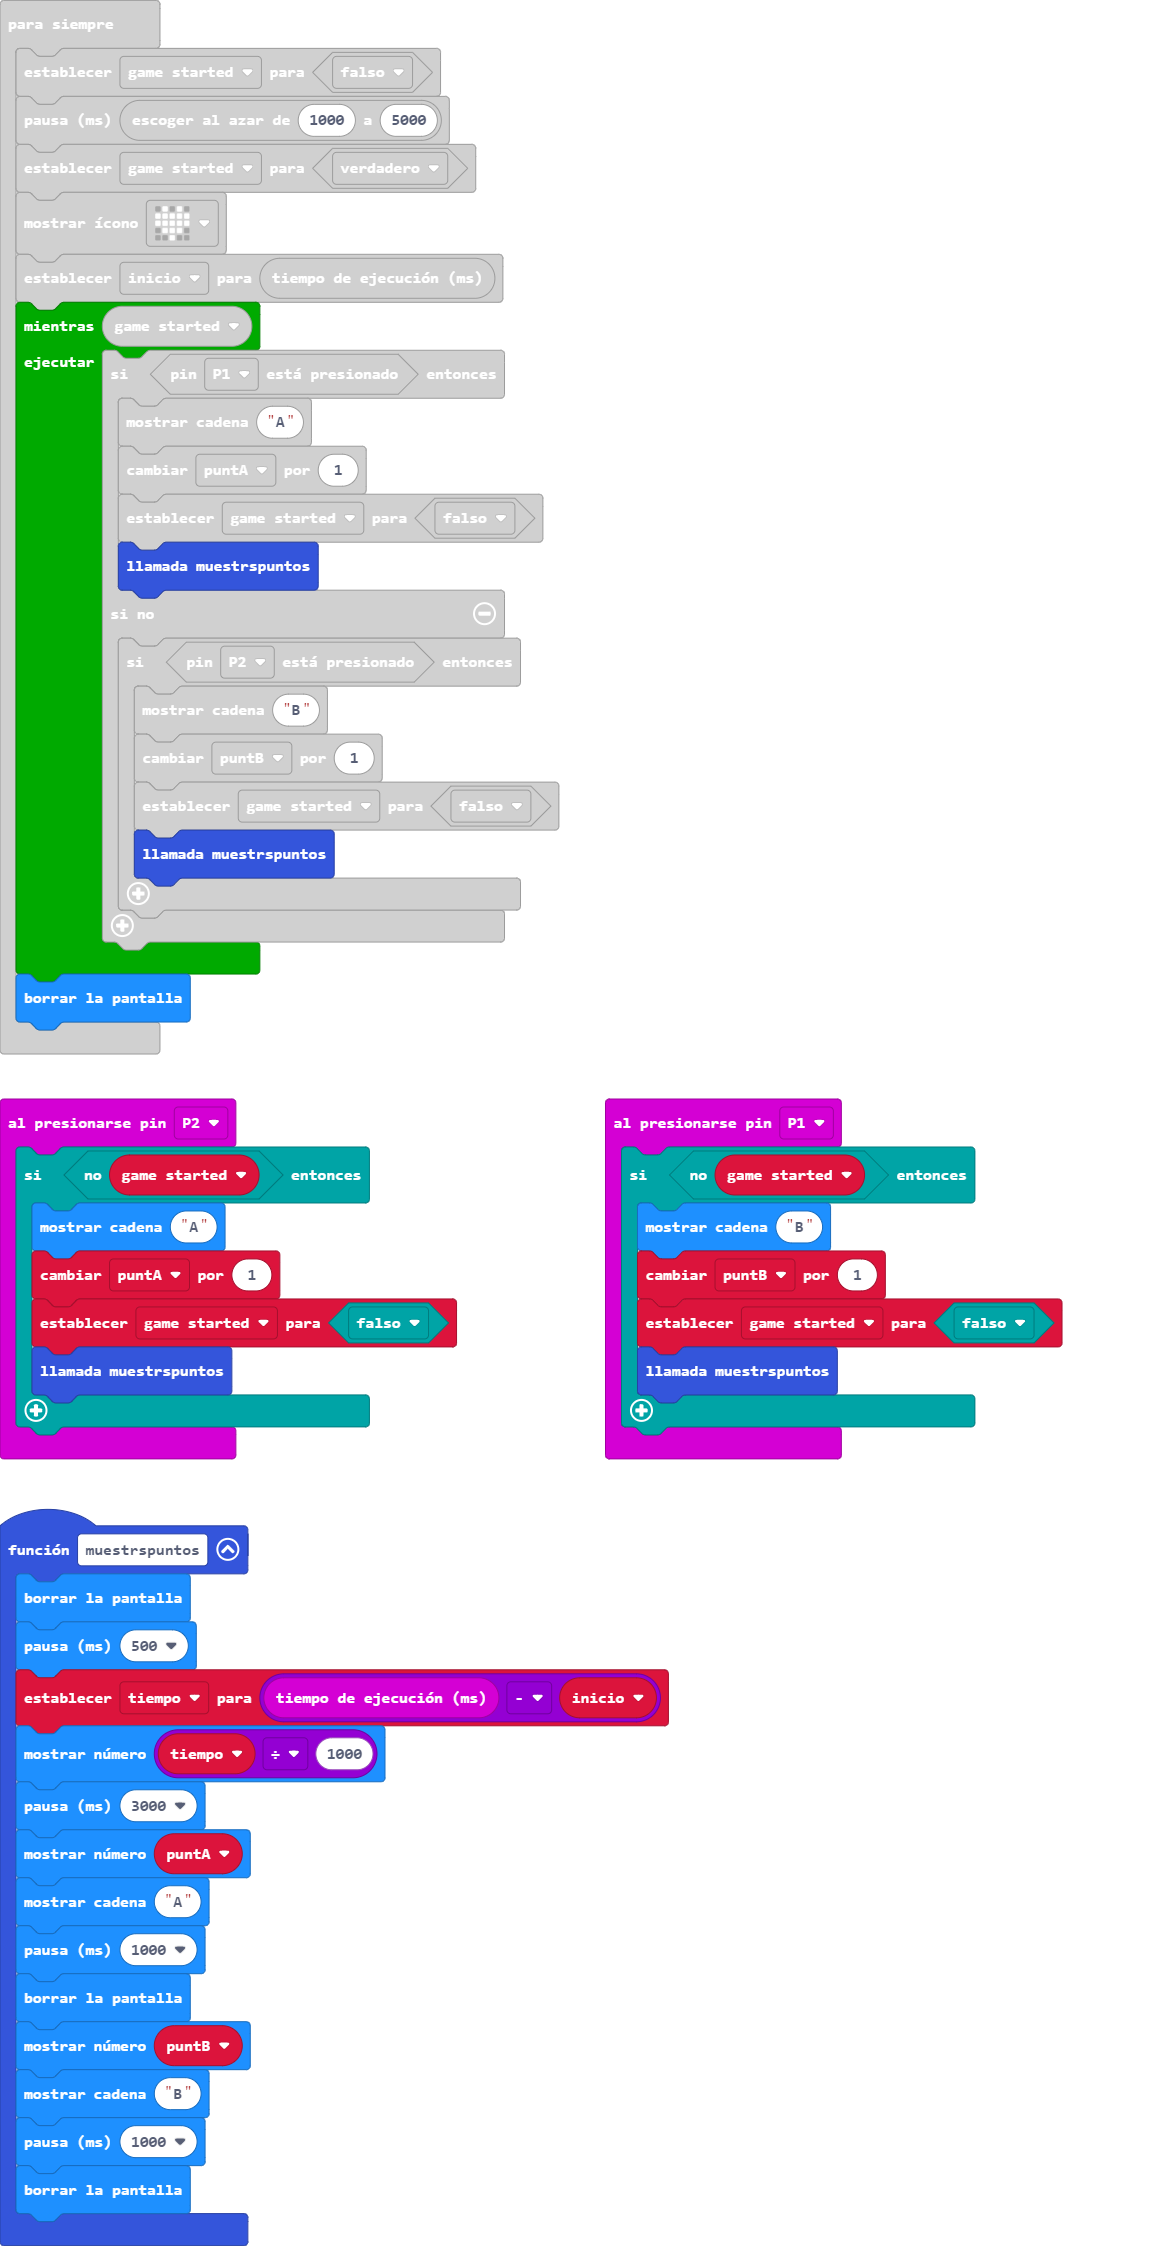 para siempre
establecer game started para falso
pausa (ms) escoger al azar de 1000 a 5000
establecer game started para verdadero
mostrar ícono
establecer inicio para tiempo de ejecución (ms)
mientras game started
ejecutar
si pin P1 está presionado entonces
mostrar cadena "A"
cambiar puntA por 1
establecer game started para falso
llamada muestrspuntos
si no
si pin P2 está presionado entonces
mostrar cadena "B"
cambiar puntB por 1
establecer game started para falso
llamada muestrspuntos
borrar la pantalla
al presionarse pin P2
si no game started entonces
mostrar cadena "A"
cambiar puntA por 1
establecer game started para falso
llamada muestrspuntos
al presionarse pin P1
si no game started entonces
mostrar cadena "B"
cambiar puntB por 1
establecer game started para falso
llamada muestrspuntos
función muestrspuntos
borrar la pantalla
pausa (ms) 500
establecer tiempo para tiempo de ejecución (ms) - inicio
mostrar número tiempo ÷ 1000
pausa (ms) 3000
mostrar número puntA
mostrar cadena "A"
pausa (ms) 1000
borrar la pantalla
mostrar número puntB
mostrar cadena "B"
pausa (ms) 1000
borrar la pantalla